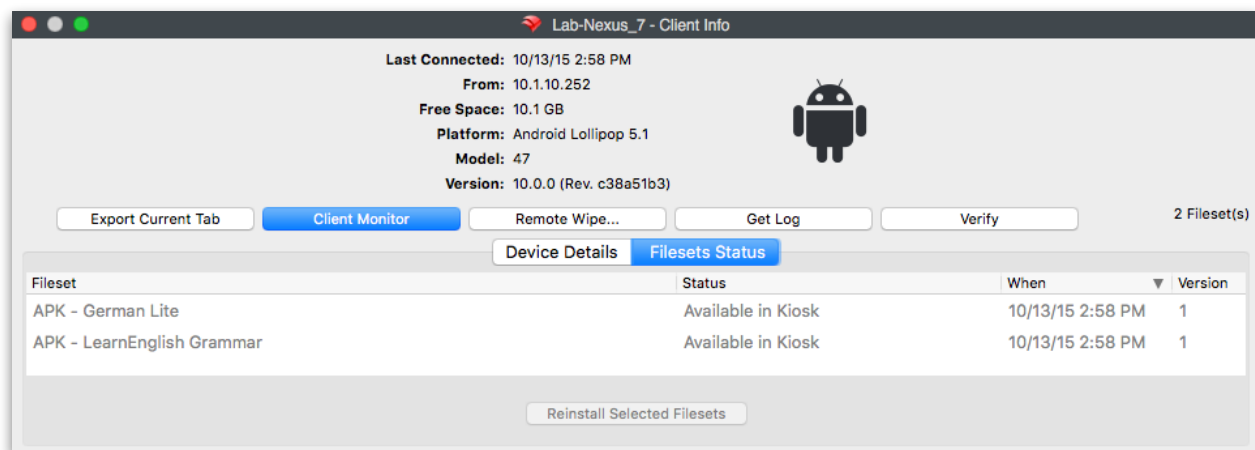 Lab-Nexus_7 - Client Info
Last Connected: 10/13/15 2:58 PM
From: 10.1.10.252
Free Space: 10.1 GB
Platform: Android Lollipop 5.1
Model: 47
Version: 10.0.0 (Rev. c38a51b3)
Export Current Tab Client Monitor Remote Wipe... Get Log Verify 2 Fileset(s)
Device Details Filesets Status
Fileset Status When Version
APK - German Lite Available in Kiosk 10/13/15 2:58 PM 1
APK - LearnEnglish Grammar Available in Kiosk 10/13/15 2:58 PM 1
Reinstall Selected Filesets